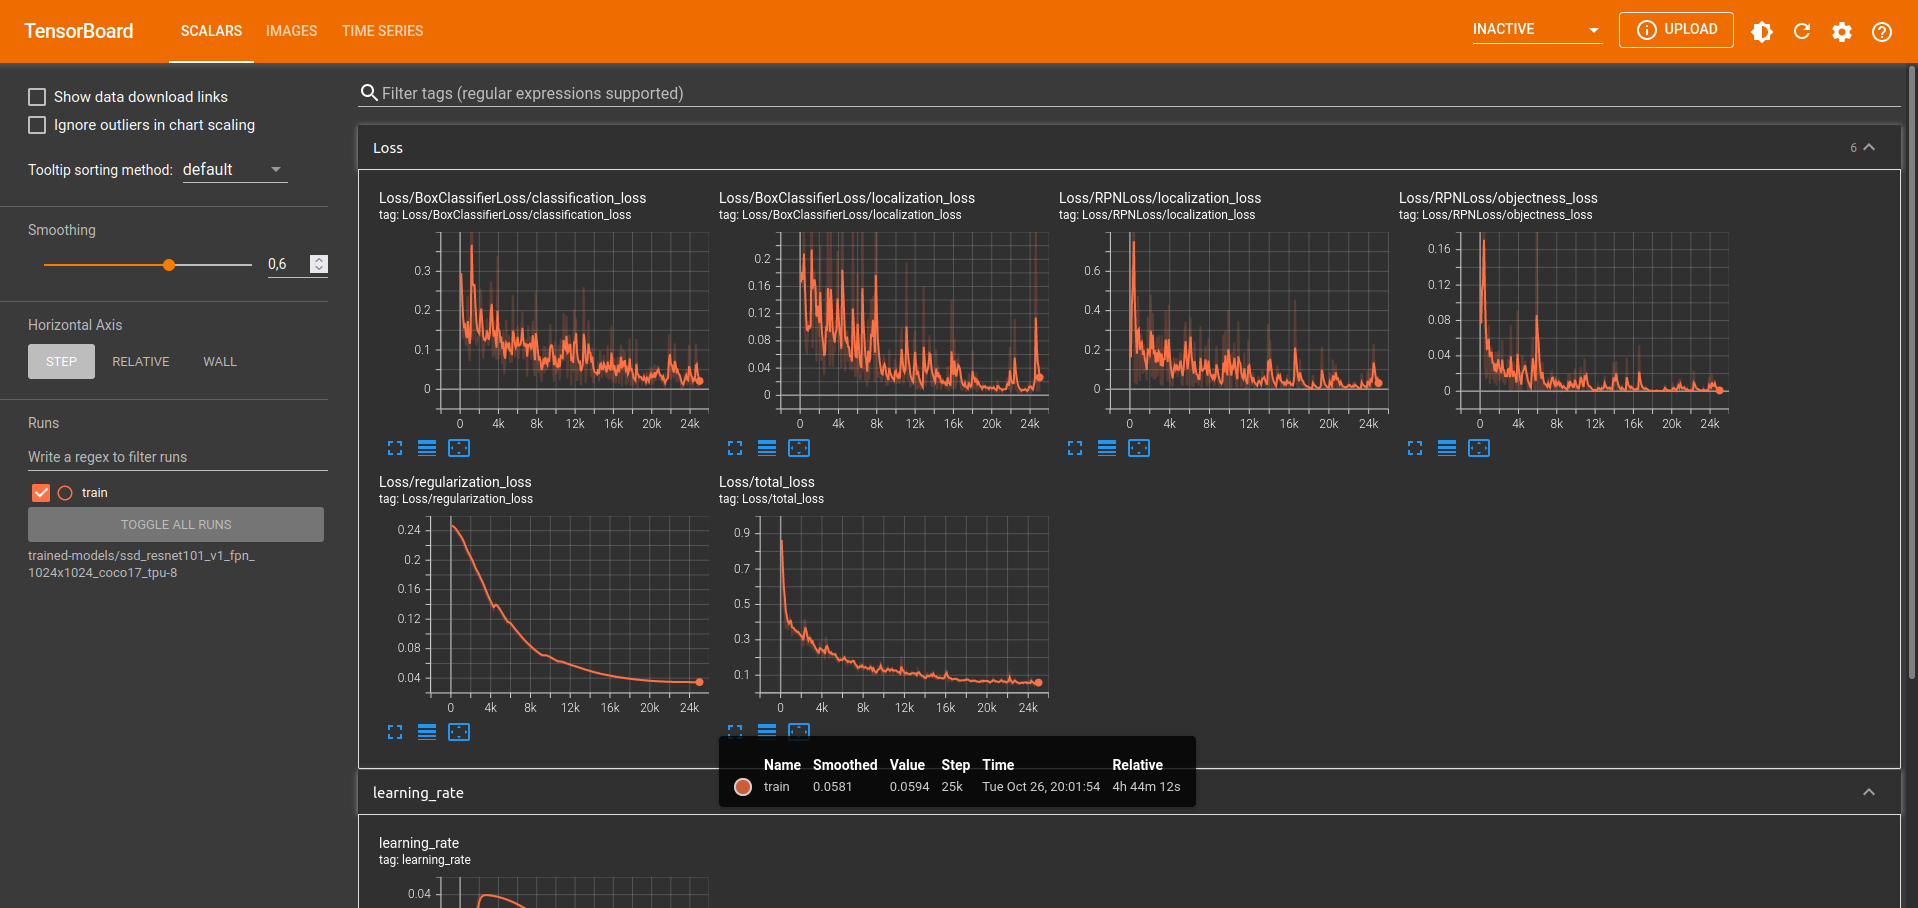 TensorBoard SCALARS IMAGES TIME SERIES INACTIVE UPLOAD
Show data download links
Ignore outliers in chart scaling
Tooltip sorting method: default
Smoothing
0,6
Horizontal Axis
STEP RELATIVE WALL
Runs
Write a regex to filter runs
train
TOGGLE ALL RUNS
trained-models/ssd_resnet101_v1_fpn_
1024x1024_coco17_tpu-8
Filter tags (regular expressions supported)
Loss 6
Loss/BoxClassifierLoss/classification_loss
tag: Loss/BoxClassifierLoss/classification_loss
0.3
0.2
0.1
0
0 4k 8k 12k 16k 20k 24k
Loss/BoxClassifierLoss/localization_loss
tag: Loss/BoxClassifierLoss/localization_loss
0.2
0.16
0.12
0.08
0.04
0
0 4k 8k 12k 16k 20k 24k
Loss/RPNLoss/localization_loss
tag: Loss/RPNLoss/localization_loss
0.6
0.4
0.2
0
0 4k 8k 12k 16k 20k 24k
Loss/RPNLoss/objectness_loss
tag: Loss/RPNLoss/objectness_loss
0.16
0.12
0.08
0.04
0
0 4k 8k 12k 16k 20k 24k
Loss/regularization_loss
tag: Loss/regularization_loss
0.24
0.2
0.16
0.12
0.08
0.04
0 4k 8k 12k 16k 20k 24k
Loss/total_loss
tag: Loss/total_loss
0.9
0.7
0.5
0.3
0.1
0 4k 8k 12k 16k 20k 24k
Name Smoothed Value Step Time Relative
train 0.0581 0.0594 25k Tue Oct 26, 20:01:54 4h 44m 12s
learning_rate
learning_rate
tag: learning_rate
0.04